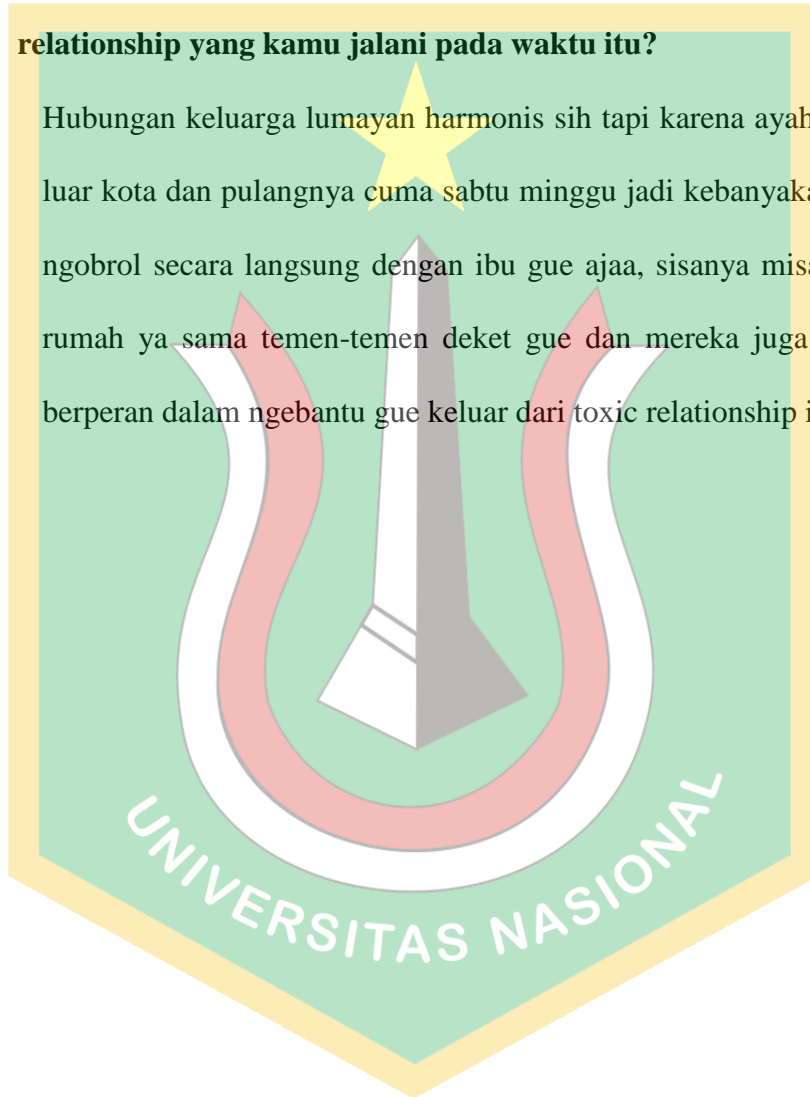 relationship yang kamu jalani pada waktu itu?
Hubungan keluarga lumayan harmonis sih tapi karena ayah
luar kota dan pulangnya cuma sabtu minggu jadi
ngobrol secara langsung dengan ibu gue ajaa, sisanya
rumah ya sama temen-temen deket gue dan mereka juga
berperan dalam ngebantu gue keluar dari toxic relationship
UNIVERSITAS NASIONAL